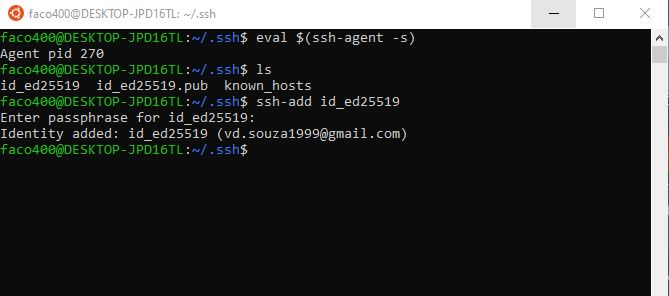 faco400@DESKTOP-JPD16TL: ~/.ssh
faco400@DESKTOP-JPD16TL:~/.ssh$ eval $(ssh-agent -s)
Agent pid 270
faco400@DESKTOP-JPD16TL:~/.ssh$ ls
id_ed25519  id_ed25519.pub  known_hosts
faco400@DESKTOP-JPD16TL:~/.ssh$ ssh-add id_ed25519
Enter passphrase for id_ed25519:
Identity added: id_ed25519 (vd.souza1999@gmail.com)
faco400@DESKTOP-JPD16TL:~/.ssh$